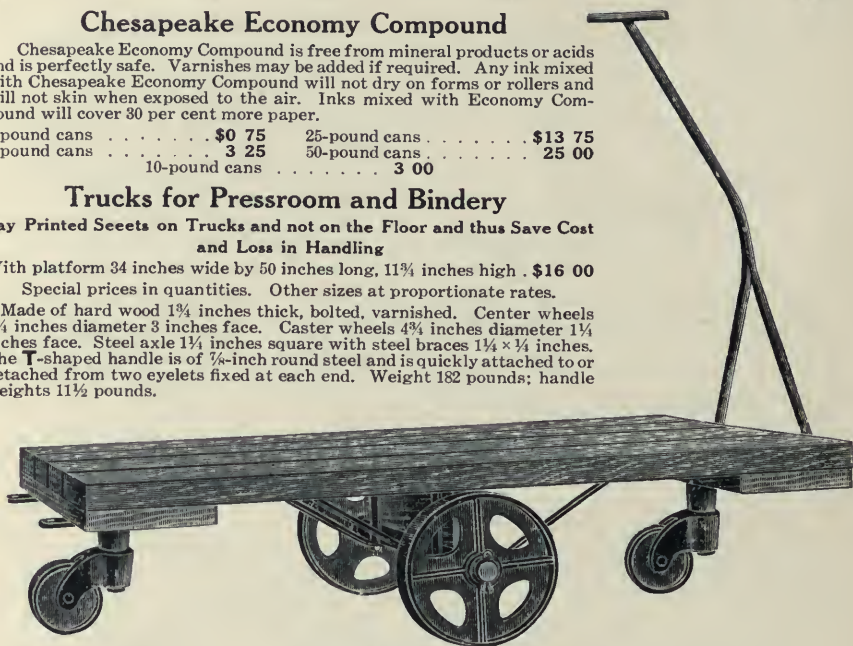 Chesapeake Economy Compound
Chesapeake Economy Compound is free from mineral products or acids
nd is perfectly safe. Varnishes may be added if required. Any ink mixed
ith Chesapeake Economy Compound will not dry on forms or rollers and
ill not skin when exposed to the air. Inks mixed with Economy Com-
ound will cover 30 per cent more paper.
pound cans . . . . . . . $0 75 25-pound cans . . . . . . . $13 75
pound cans . . . . . . . 3 25 50-pound cans . . . . . . . 25 00
10-pound cans . . . . . . . 3 00
Trucks for Pressroom and Bindery
ay Printed Seeets on Trucks and not on the Floor and thus Save Cost
and Loss in Handling
ith platform 34 inches wide by 50 inches long, 11¾ inches high . $16 00
Special prices in quantities. Other sizes at proportionate rates.
Made of hard wood 1¾ inches thick, bolted, varnished. Center wheels
¼ inches diameter 3 inches face. Caster wheels 4¾ inches diameter 1¼
ches face. Steel axle 1¼ inches square with steel braces 1¼ × ¼ inches.
he T-shaped handle is of ⅞-inch round steel and is quickly attached to or
etached from two eyelets fixed at each end. Weight 182 pounds; handle
eights 11½ pounds.